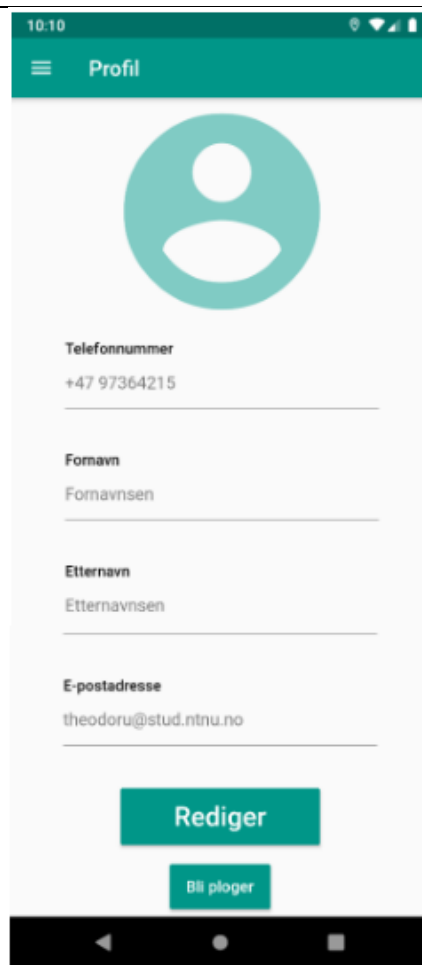 10:10
Profil
Telefonnummer
+47 97364215
Fornavn
Fornavnsen
Etternavn
Etternavnsen
E-postadresse
theodoru@stud.ntnu.no
Rediger
Bli ploger